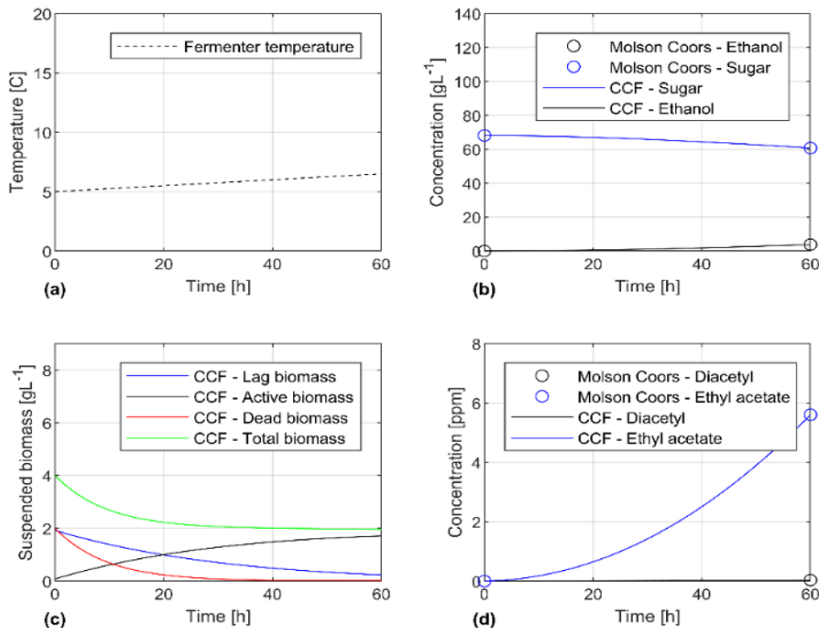 Fermenter temperature
20
15
10
5
0
Temperature [C]
0 20 40 60
(a) Time [h]
Molson Coors - Ethanol
Molson Coors - Sugar
CCF - Sugar
CCF - Ethanol
140
120
100
80
60
40
20
0
Concentration [gL-1]
0 20 40 60
(b) Time [h]
CCF - Lag biomass
CCF - Active biomass
CCF - Dead biomass
CCF - Total biomass
8
6
4
2
0
Suspended biomass [gL-1]
0 20 40 60
(c) Time [h]
Molson Coors - Diacetyl
Molson Coors - Ethyl acetate
CCF - Diacetyl
CCF - Ethyl acetate
8
6
4
2
0
Concentration [ppm]
0 20 40 60
(d) Time [h]